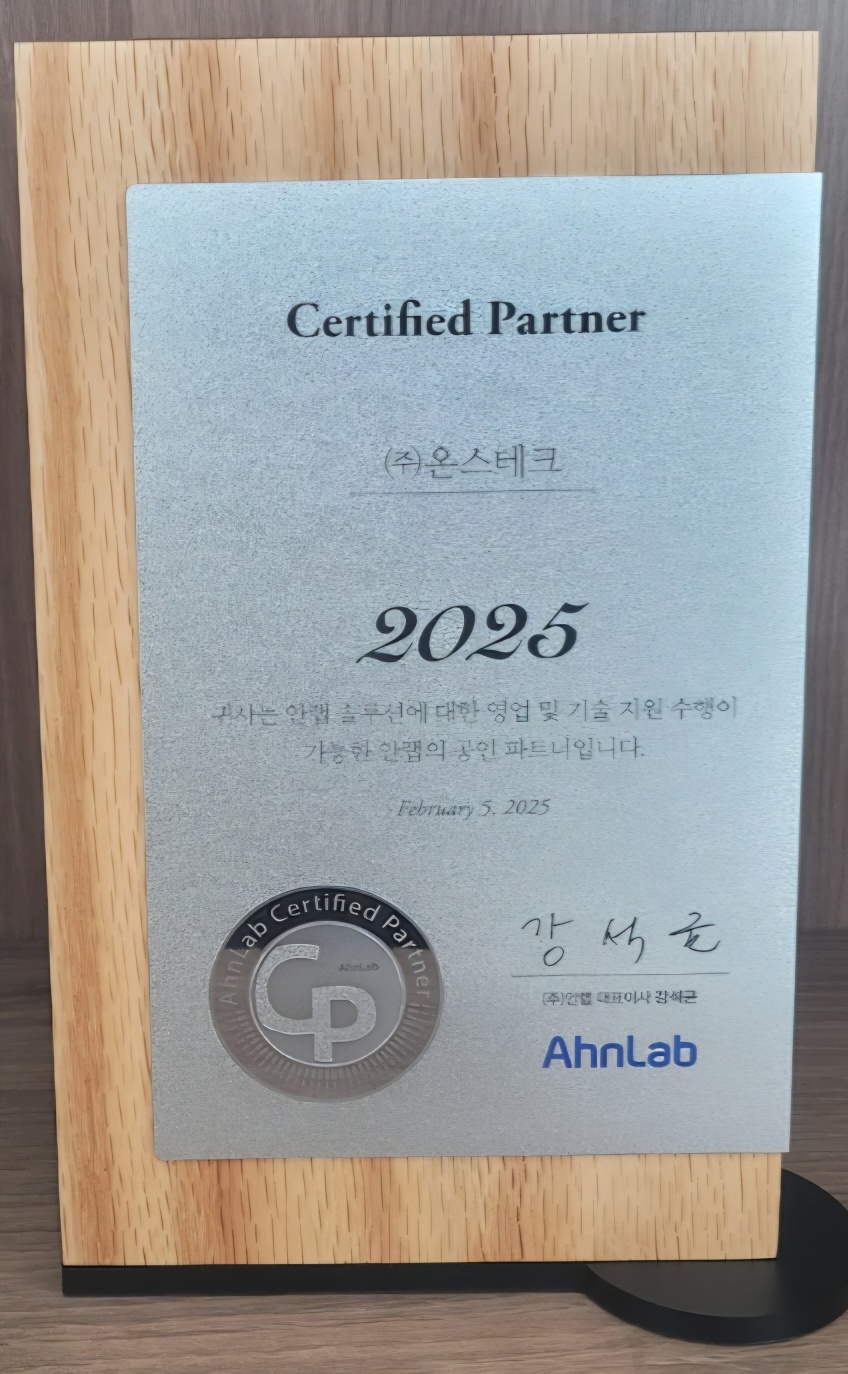 Certified Partner
㈜온스테크
2025
귀사는 안랩 솔루션에 대한 영업 및 기술 지원 수행이
가능한 안랩의 공인 파트너입니다.
February 5, 2025
AhnLab Certified Partner
AhnLab
CP
강석균
(주)안랩 대표이사 강석균
AhnLab